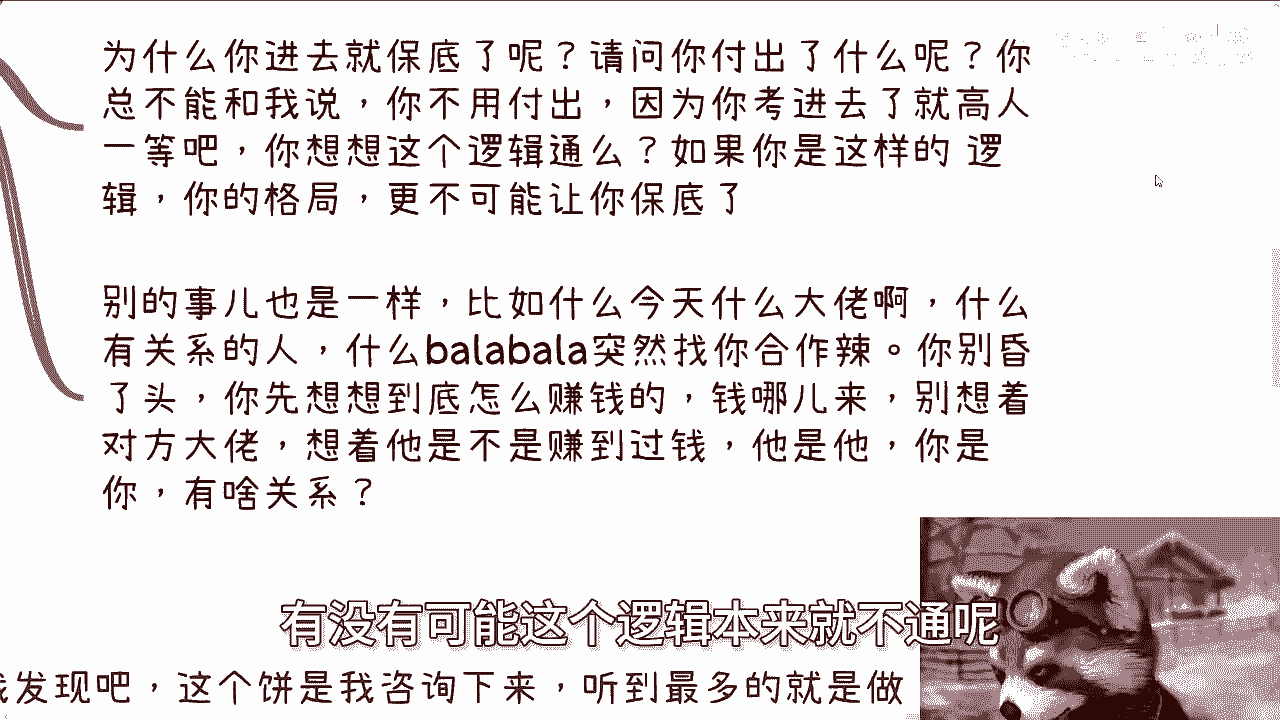 为什么你进去就保底了呢？请问你付出了什么呢？你
总不能和我说，你不用付出，因为你考进去了就高人
一等吧，你想想这个逻辑通么？如果你是这样的 逻
辑，你的格局，更不可能让你保底了
别的事儿也是一样，比如什么今天什么大佬啊，什么
有关系的人，什么balabala突然找你合作辣。你别昏
了头，你先想想到底怎么赚钱的，钱哪儿来，别想着
对方大佬，想着他是不是赚到过钱，他是他，你是
你，有啥关系？
有没有可能这个逻辑本来就不通呢
发现吧，这个饼是我咨询下来，听到最多的就是做